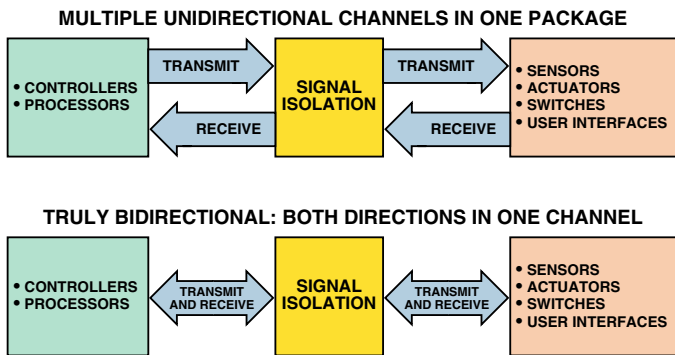 MULTIPLE UNIDIRECTIONAL CHANNELS IN ONE PACKAGE
• CONTROLLERS
• PROCESSORS
TRANSMIT
RECEIVE
SIGNAL
ISOLATION
TRANSMIT
RECEIVE
• SENSORS
• ACTUATORS
• SWITCHES
• USER INTERFACES
TRULY BIDIRECTIONAL: BOTH DIRECTIONS IN ONE CHANNEL
• CONTROLLERS
• PROCESSORS
TRANSMIT
AND RECEIVE
SIGNAL
ISOLATION
TRANSMIT
AND RECEIVE
• SENSORS
• ACTUATORS
• SWITCHES
• USER INTERFACES